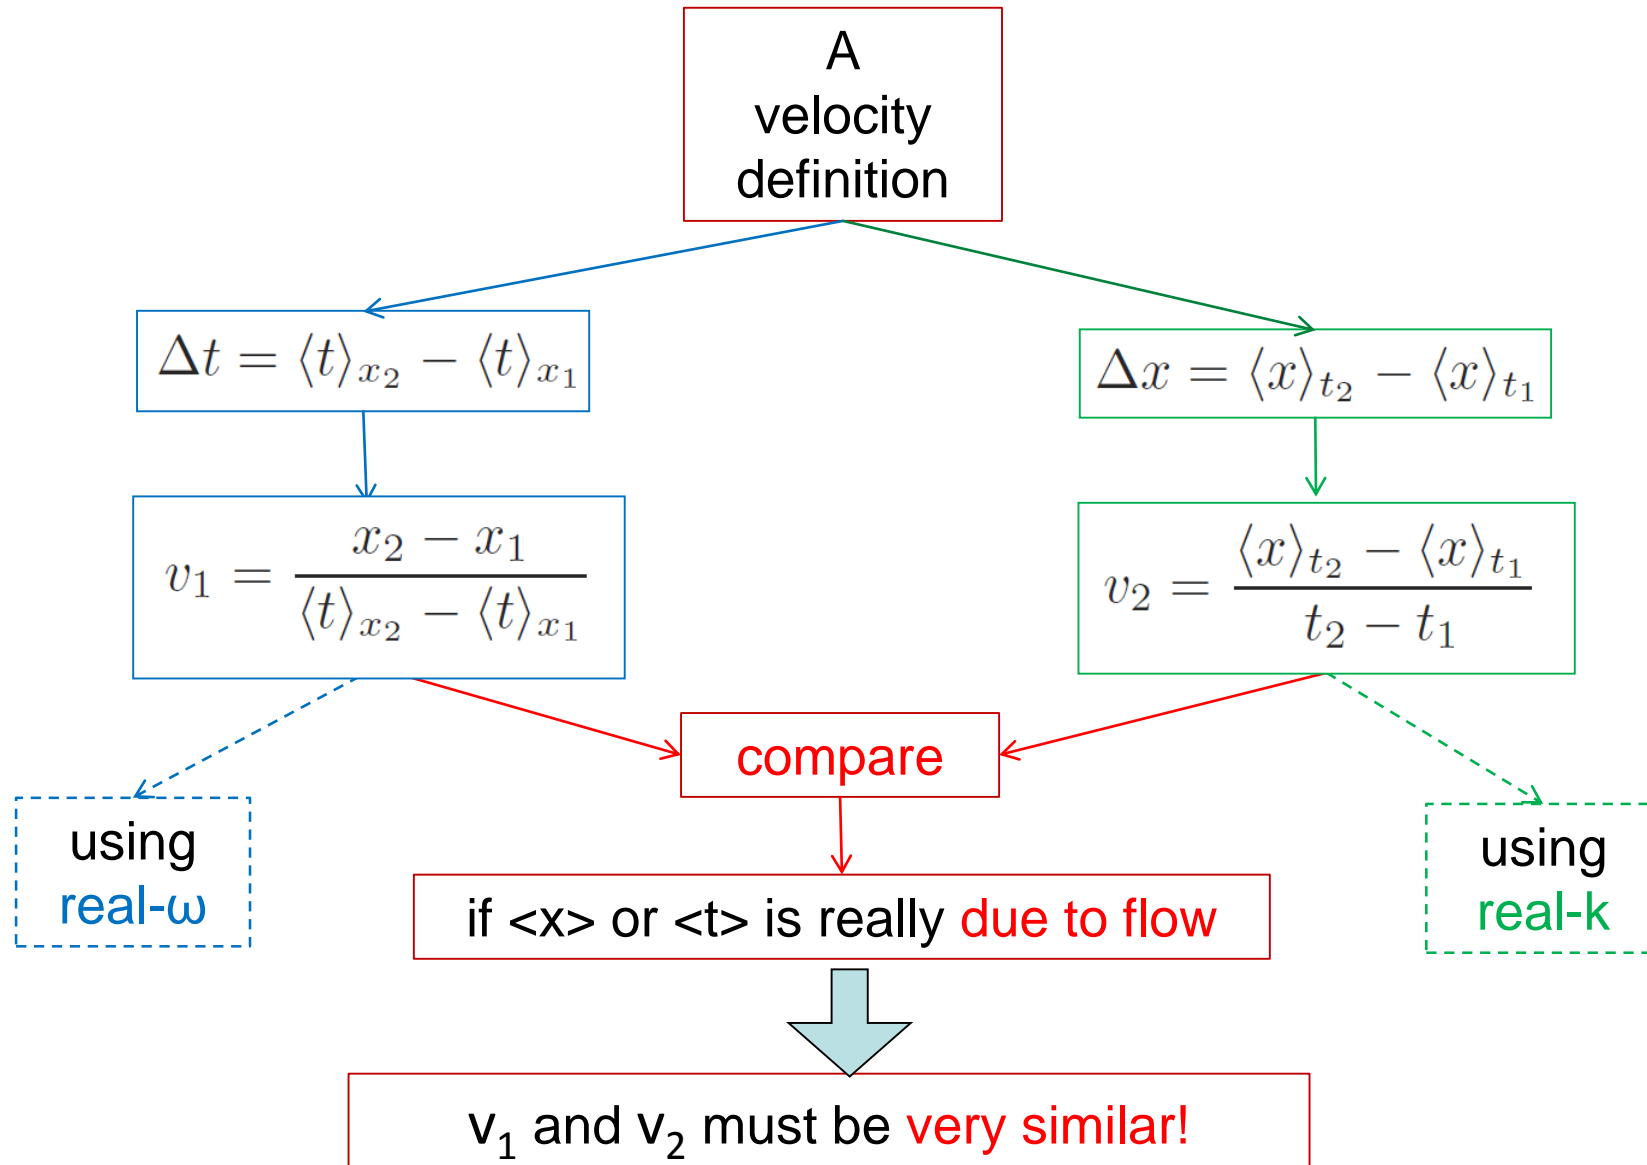 A
velocity
definition
Δt = ⟨t⟩ₓ₂ − ⟨t⟩ₓ₁
Δx = ⟨x⟩ₜ₂ − ⟨x⟩ₜ₁
v₁ = (x₂ − x₁) / (⟨t⟩ₓ₂ − ⟨t⟩ₓ₁)
v₂ = (⟨x⟩ₜ₂ − ⟨x⟩ₜ₁) / (t₂ − t₁)
compare
using
real-ω
using
real-k
if <x> or <t> is really due to flow
v₁ and v₂ must be very similar!